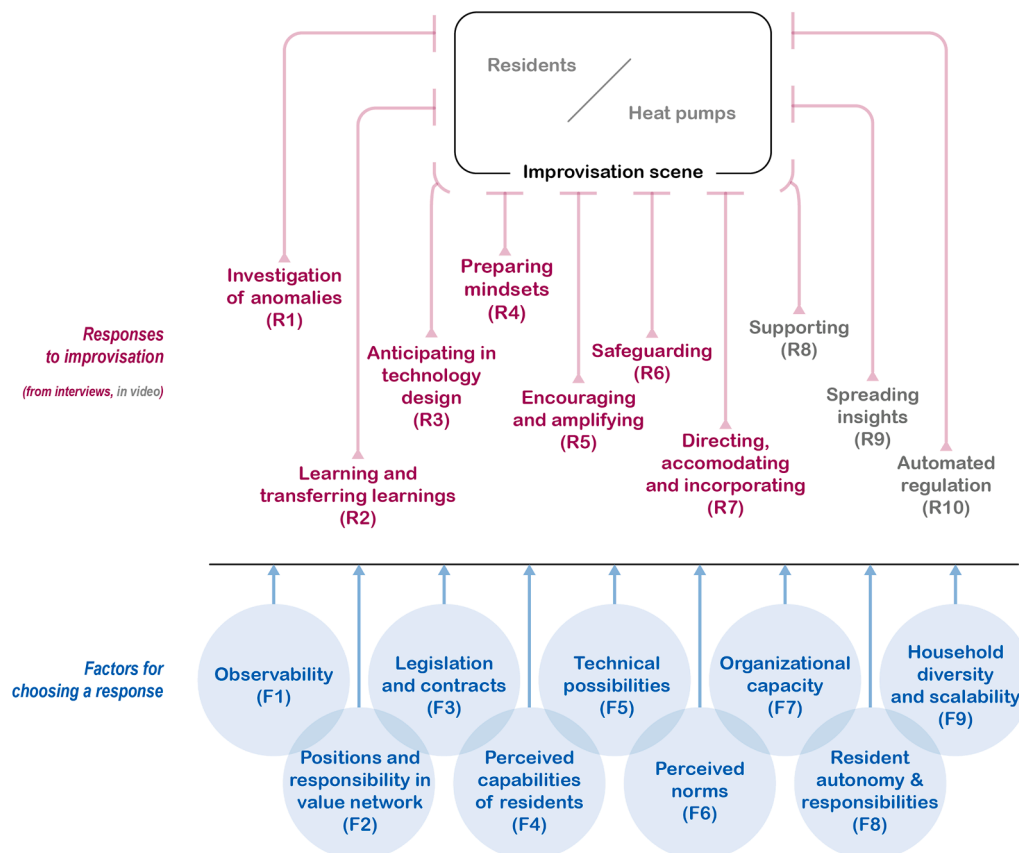 Residents
Heat pumps
Improvisation scene
Responses
to improvisation
(from interviews, in video)
Investigation
of anomalies
(R1)
Learning and
transferring learnings
(R2)
Anticipating in
technology
design
(R3)
Preparing
mindsets
(R4)
Encouraging
and amplifying
(R5)
Safeguarding
(R6)
Directing,
accomodating
and incorporating
(R7)
Supporting
(R8)
Spreading
insights
(R9)
Automated
regulation
(R10)
Factors for
choosing a response
Observability
(F1)
Positions and
responsibility in
value network
(F2)
Legislation
and contracts
(F3)
Perceived
capabilities
of residents
(F4)
Technical
possibilities
(F5)
Perceived
norms
(F6)
Organizational
capacity
(F7)
Resident
autonomy &
responsibilities
(F8)
Household
diversity
and scalability
(F9)